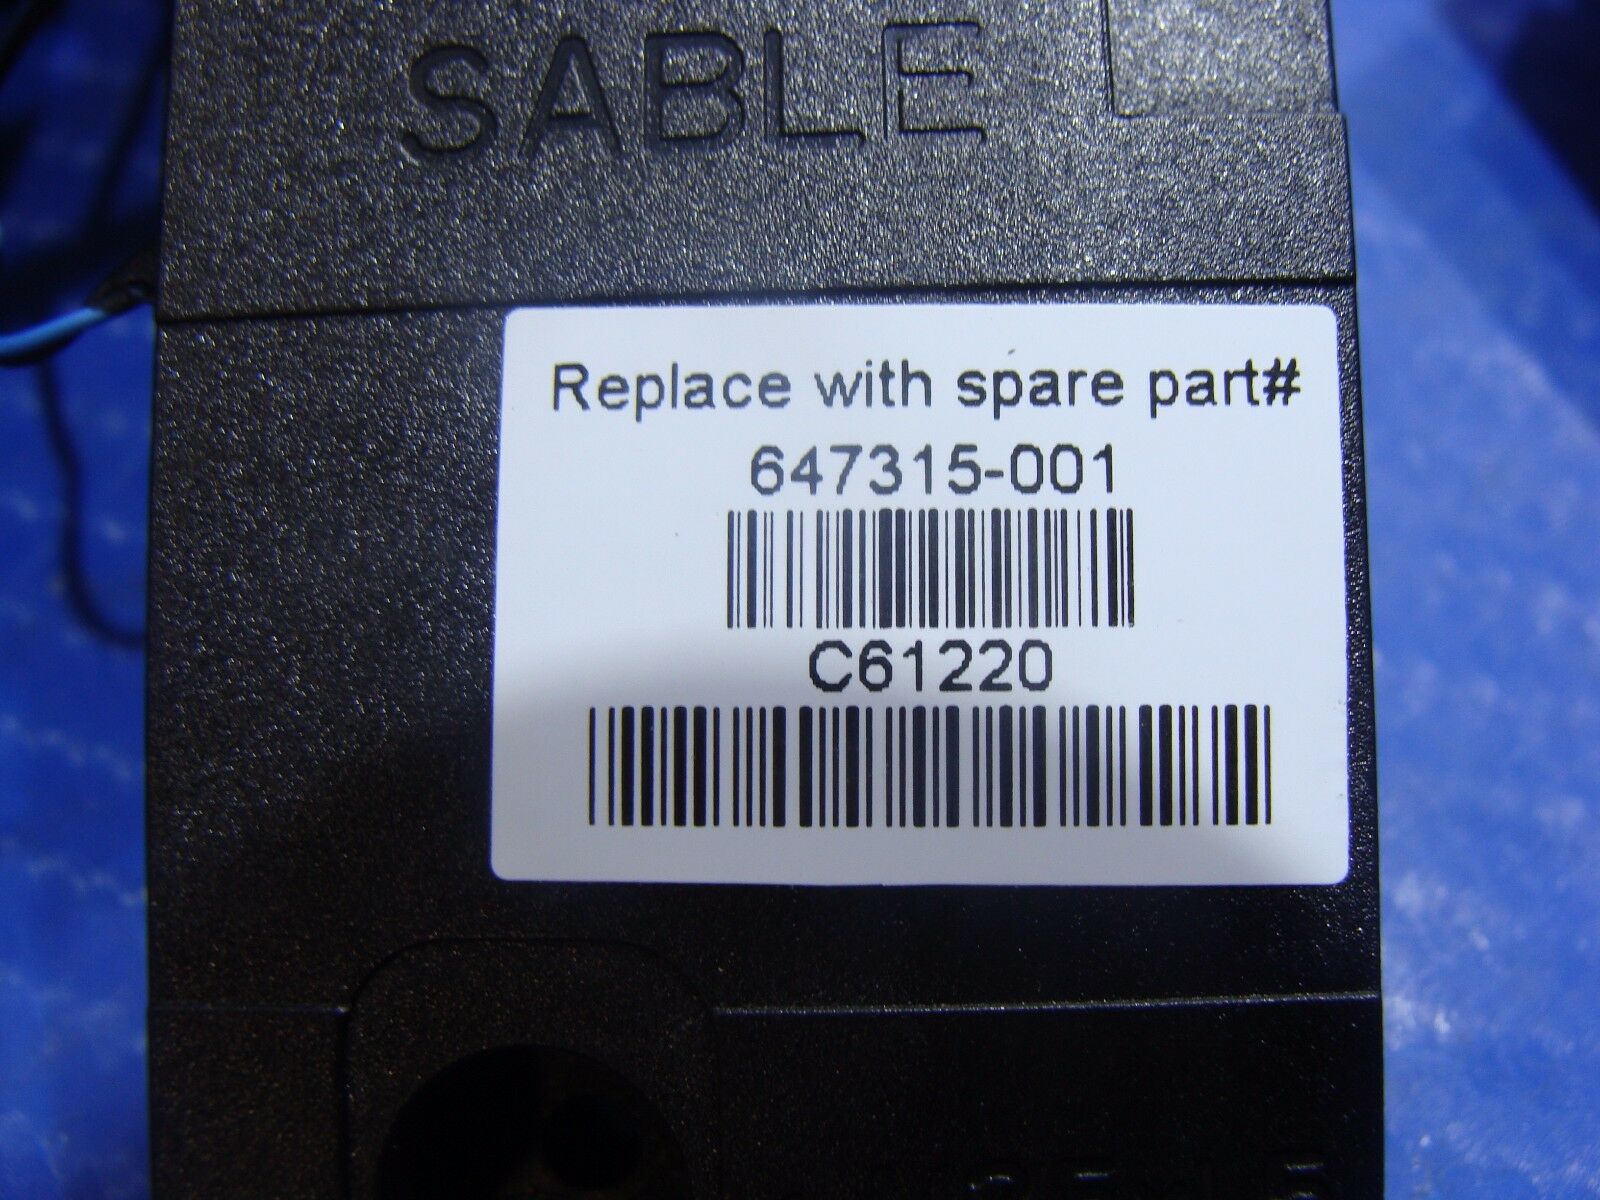 SABLE
Replace with spare part#
647315-001
C61220